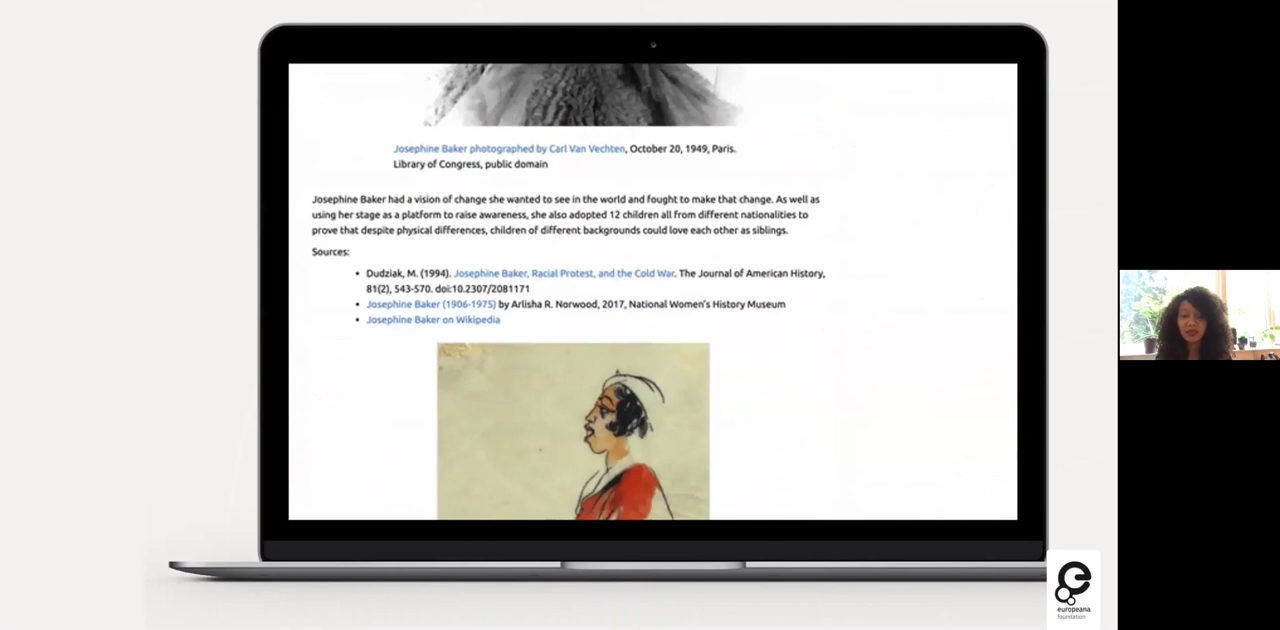 Josephine Baker photographed by Carl Van Vechten, October 20, 1949, Paris.
Library of Congress, public domain
Josephine Baker had a vision of change she wanted to see in the world and fought to make that change. As well as
using her stage as a platform to raise awareness, she also adopted 12 children all from different nationalities to
prove that despite physical differences, children of different backgrounds could love each other as siblings.
Sources:
• Dudziak, M. (1994). Josephine Baker, Racial Protest, and the Cold War. The Journal of American History,
81(2), 543-570. doi:10.2307/2081171
• Josephine Baker (1906-1975) by Arlisha R. Norwood, 2017, National Women's History Museum
• Josephine Baker on Wikipedia
europeana
foundation